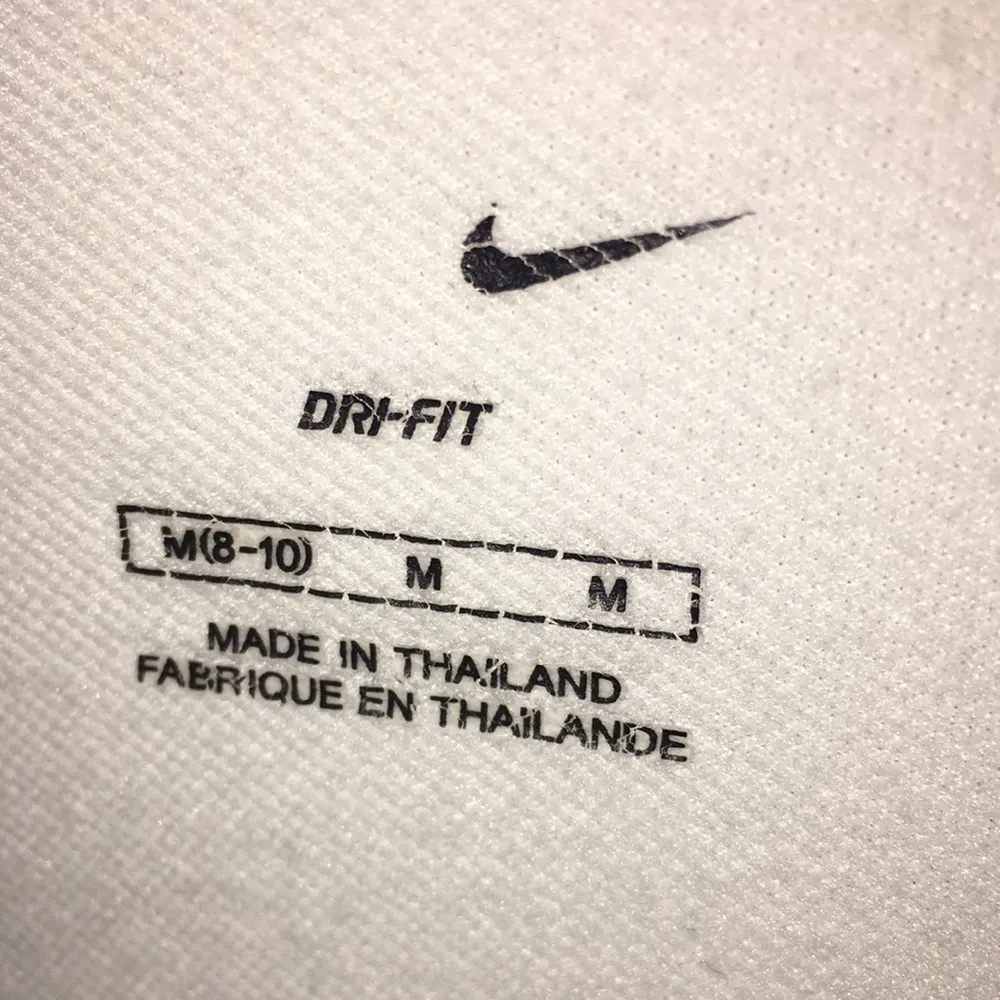 DRI-FIT
M(8-10) M M
MADE IN THAILAND
FABRIQUE EN THAILANDE